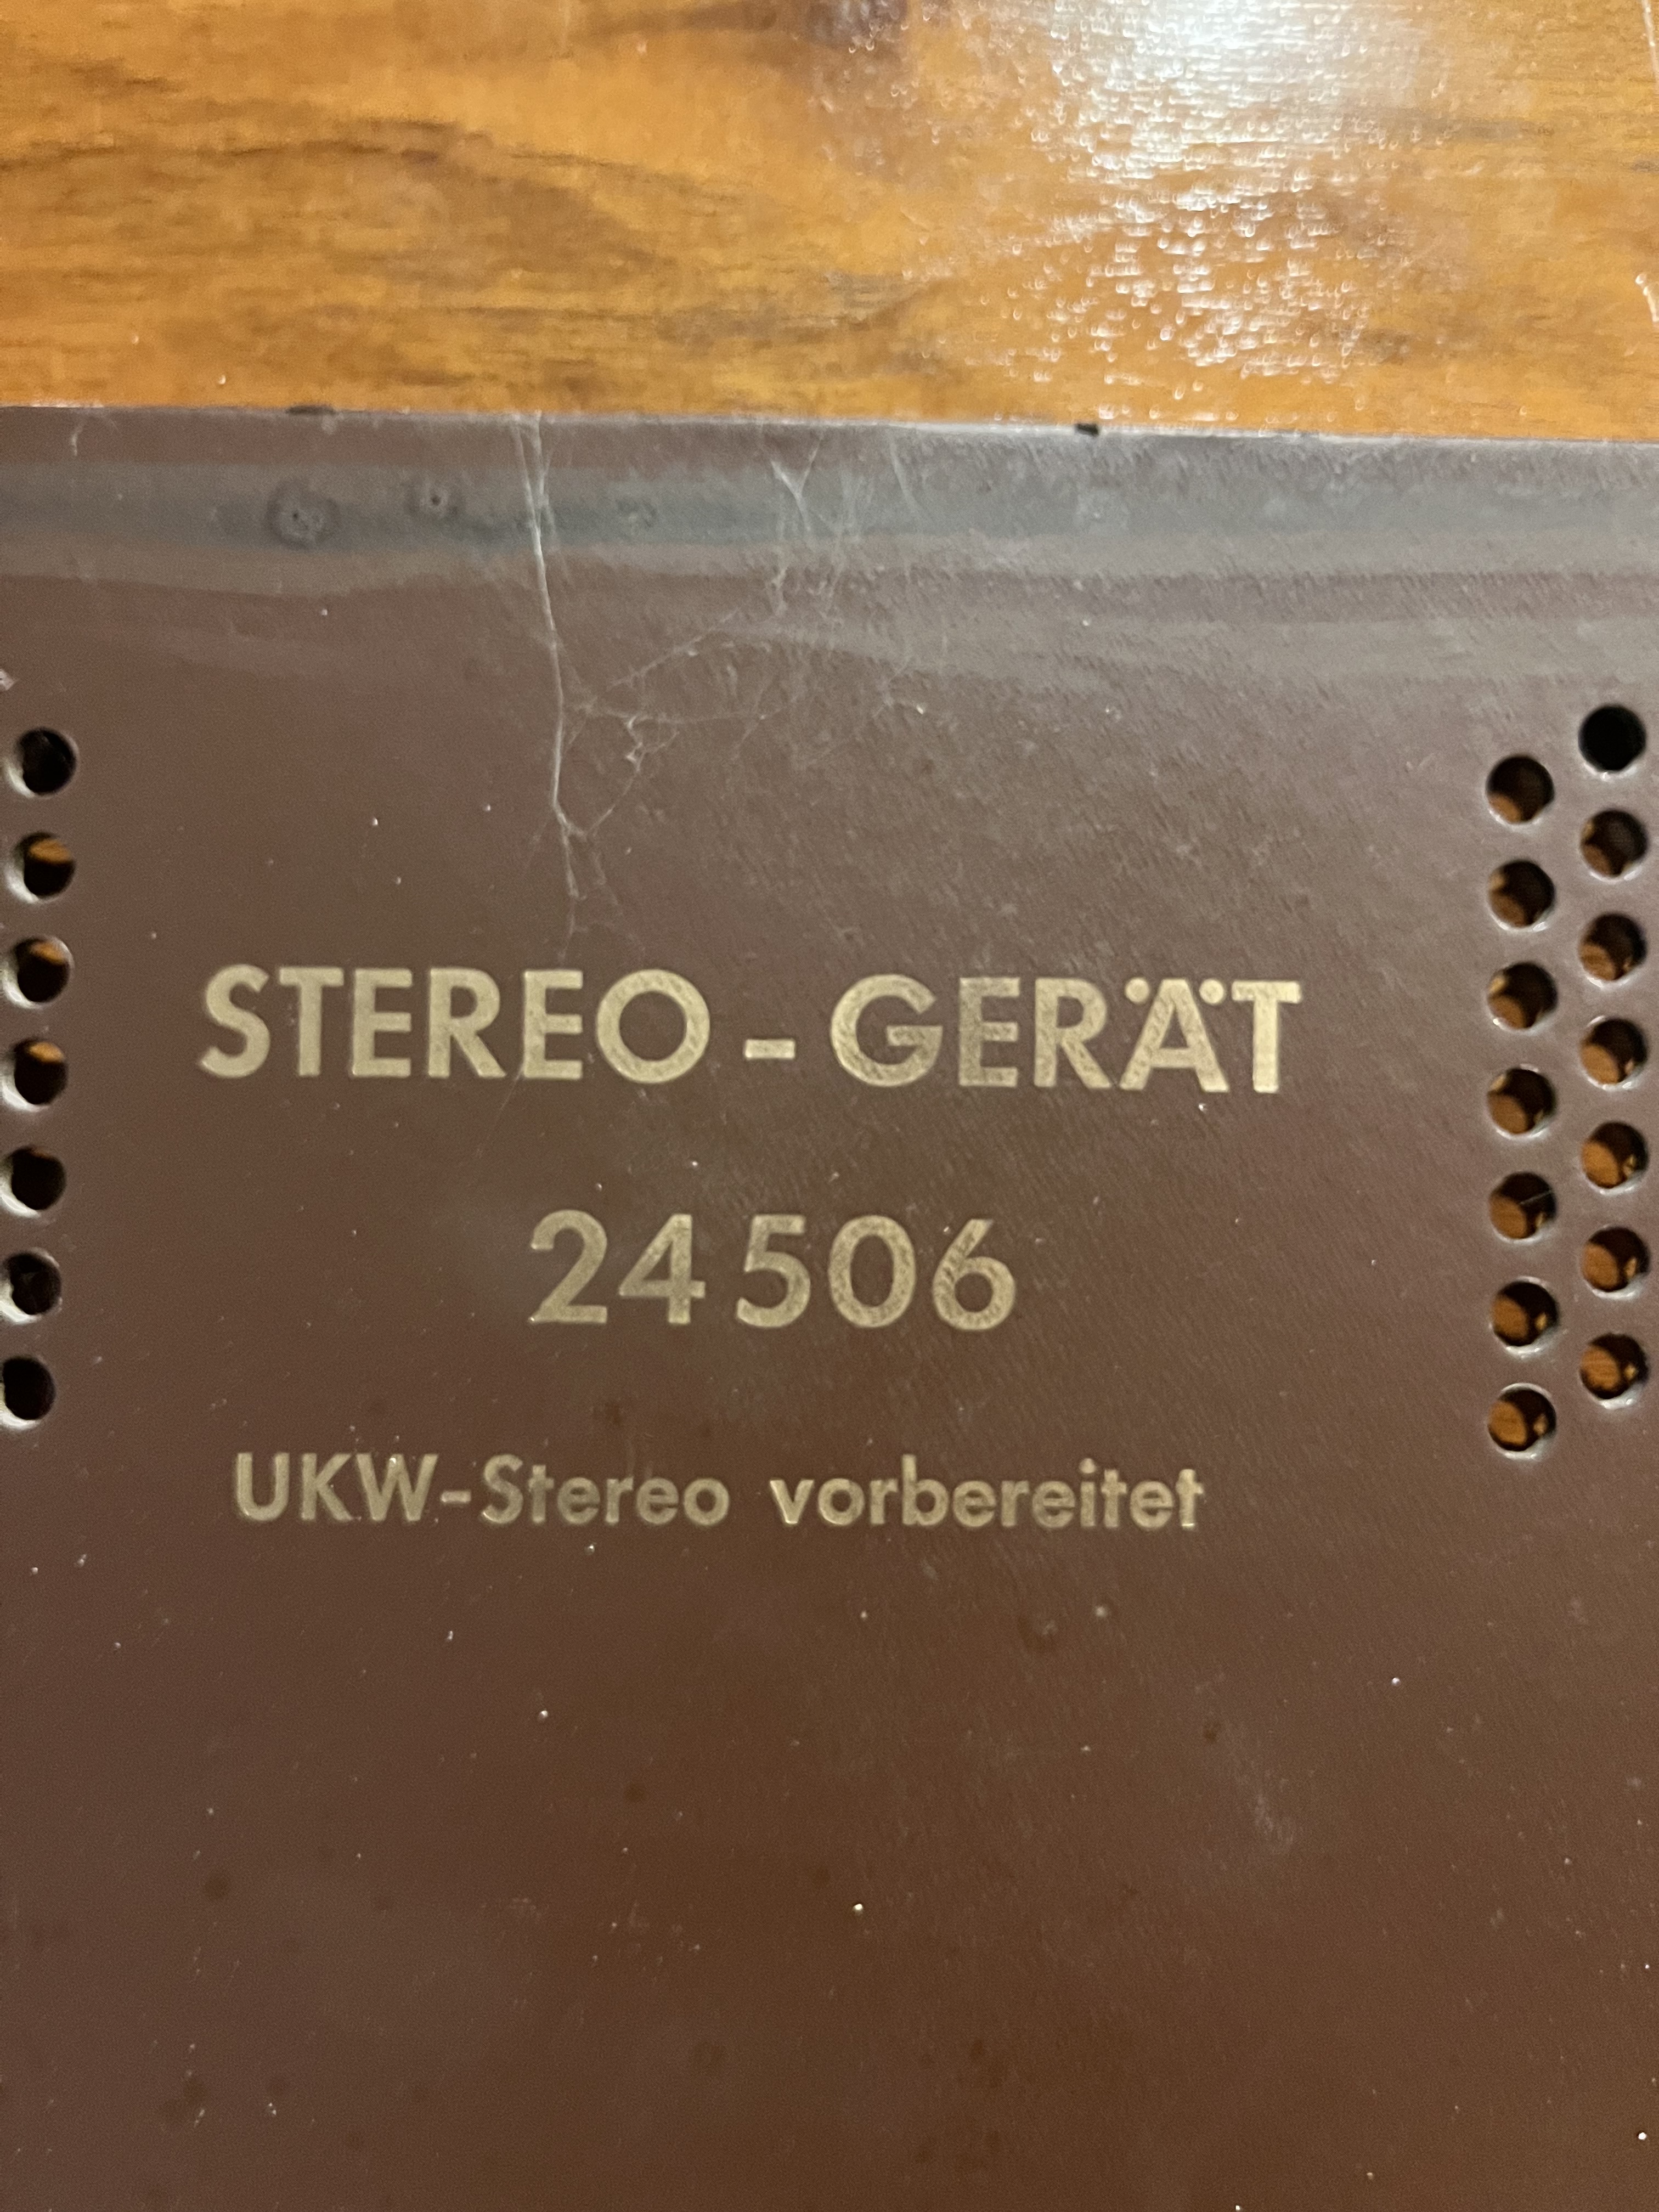 STEREO-GERÄT
24506
UKW-Stereo vorbereitet